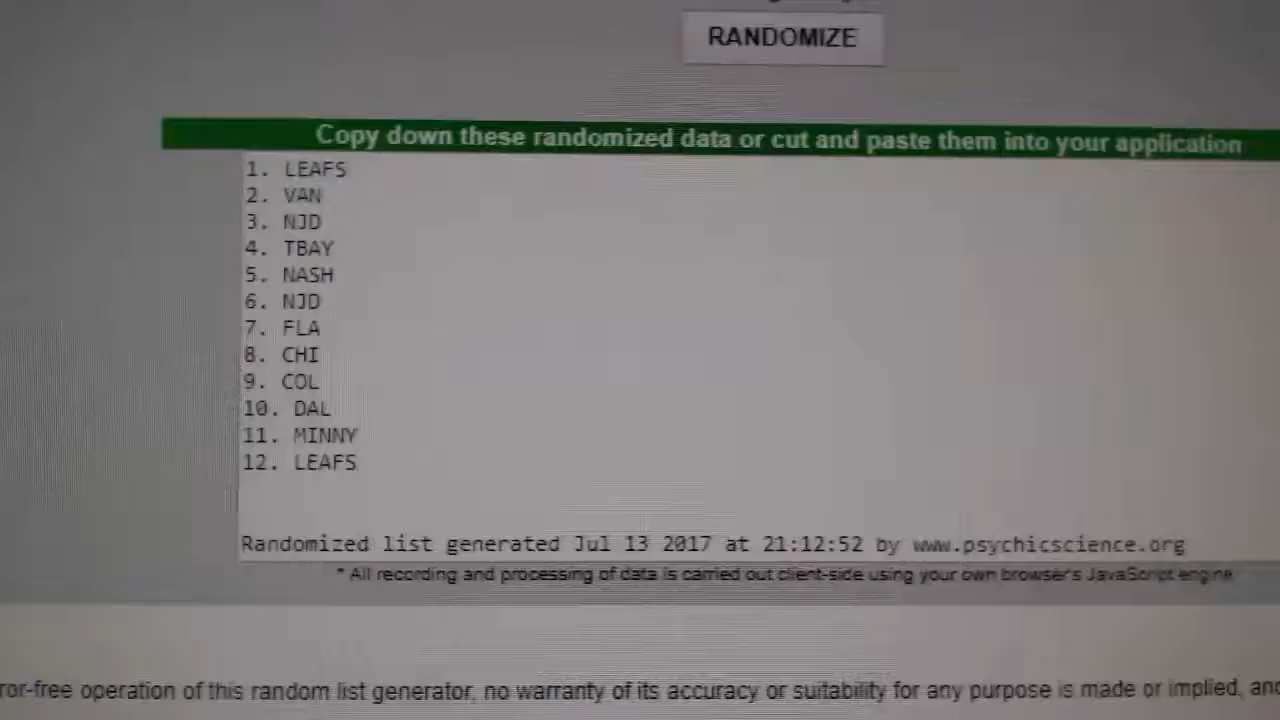 RANDOMIZE
Copy down these randomized data or cut and paste them into your application
1. LEAFS
2. VAN
3. NJD
4. TBAY
5. NASH
6. NJD
7. FLA
8. CHI
9. COL
10. DAL
11. MINNY
12. LEAFS
Randomized list generated Jul 13 2017 at 21:12:52 by www.psychicscience.org
* All recording and processing of data is carried out client-side using your own browser's JavaScript engine
ror-free operation of this random list generator, no warranty of its accuracy or suitability for any purpose is made or implied, and